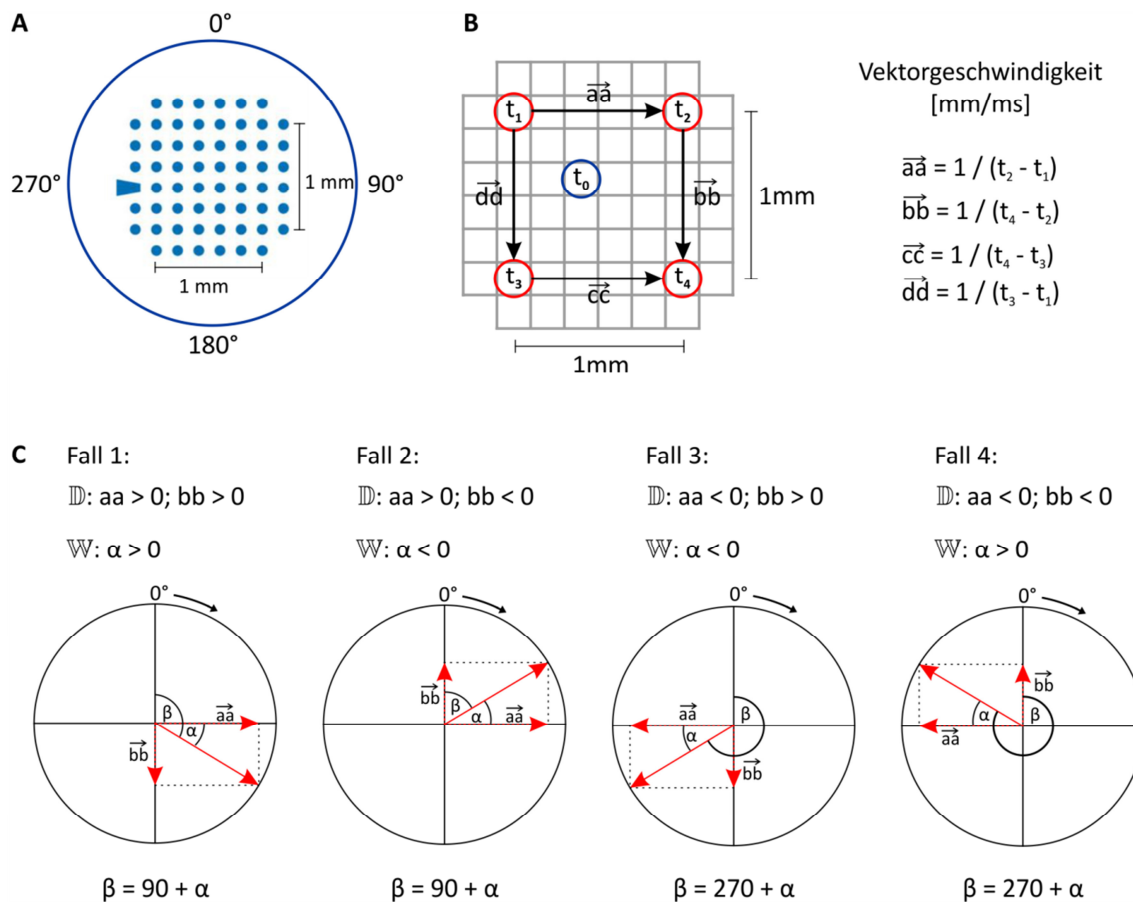 A
0°
270°
90°
180°
1 mm
1 mm
B
t₁
t₂
t₀
t₃
t₄
aa
dd
bb
cc
1mm
1mm
Vektorgeschwindigkeit
[mm/ms]
aa = 1 / (t₂ - t₁)
bb = 1 / (t₄ - t₂)
cc = 1 / (t₄ - t₃)
dd = 1 / (t₃ - t₁)
C
Fall 1:
𝔻: aa > 0; bb > 0
𝕎: α > 0
0°
β
aa
α
bb
β = 90 + α
Fall 2:
𝔻: aa > 0; bb < 0
𝕎: α < 0
0°
bb
β
α
aa
β = 90 + α
Fall 3:
𝔻: aa < 0; bb > 0
𝕎: α < 0
0°
aa
β
α
bb
β = 270 + α
Fall 4:
𝔻: aa < 0; bb < 0
𝕎: α > 0
0°
bb
α
β
aa
β = 270 + α